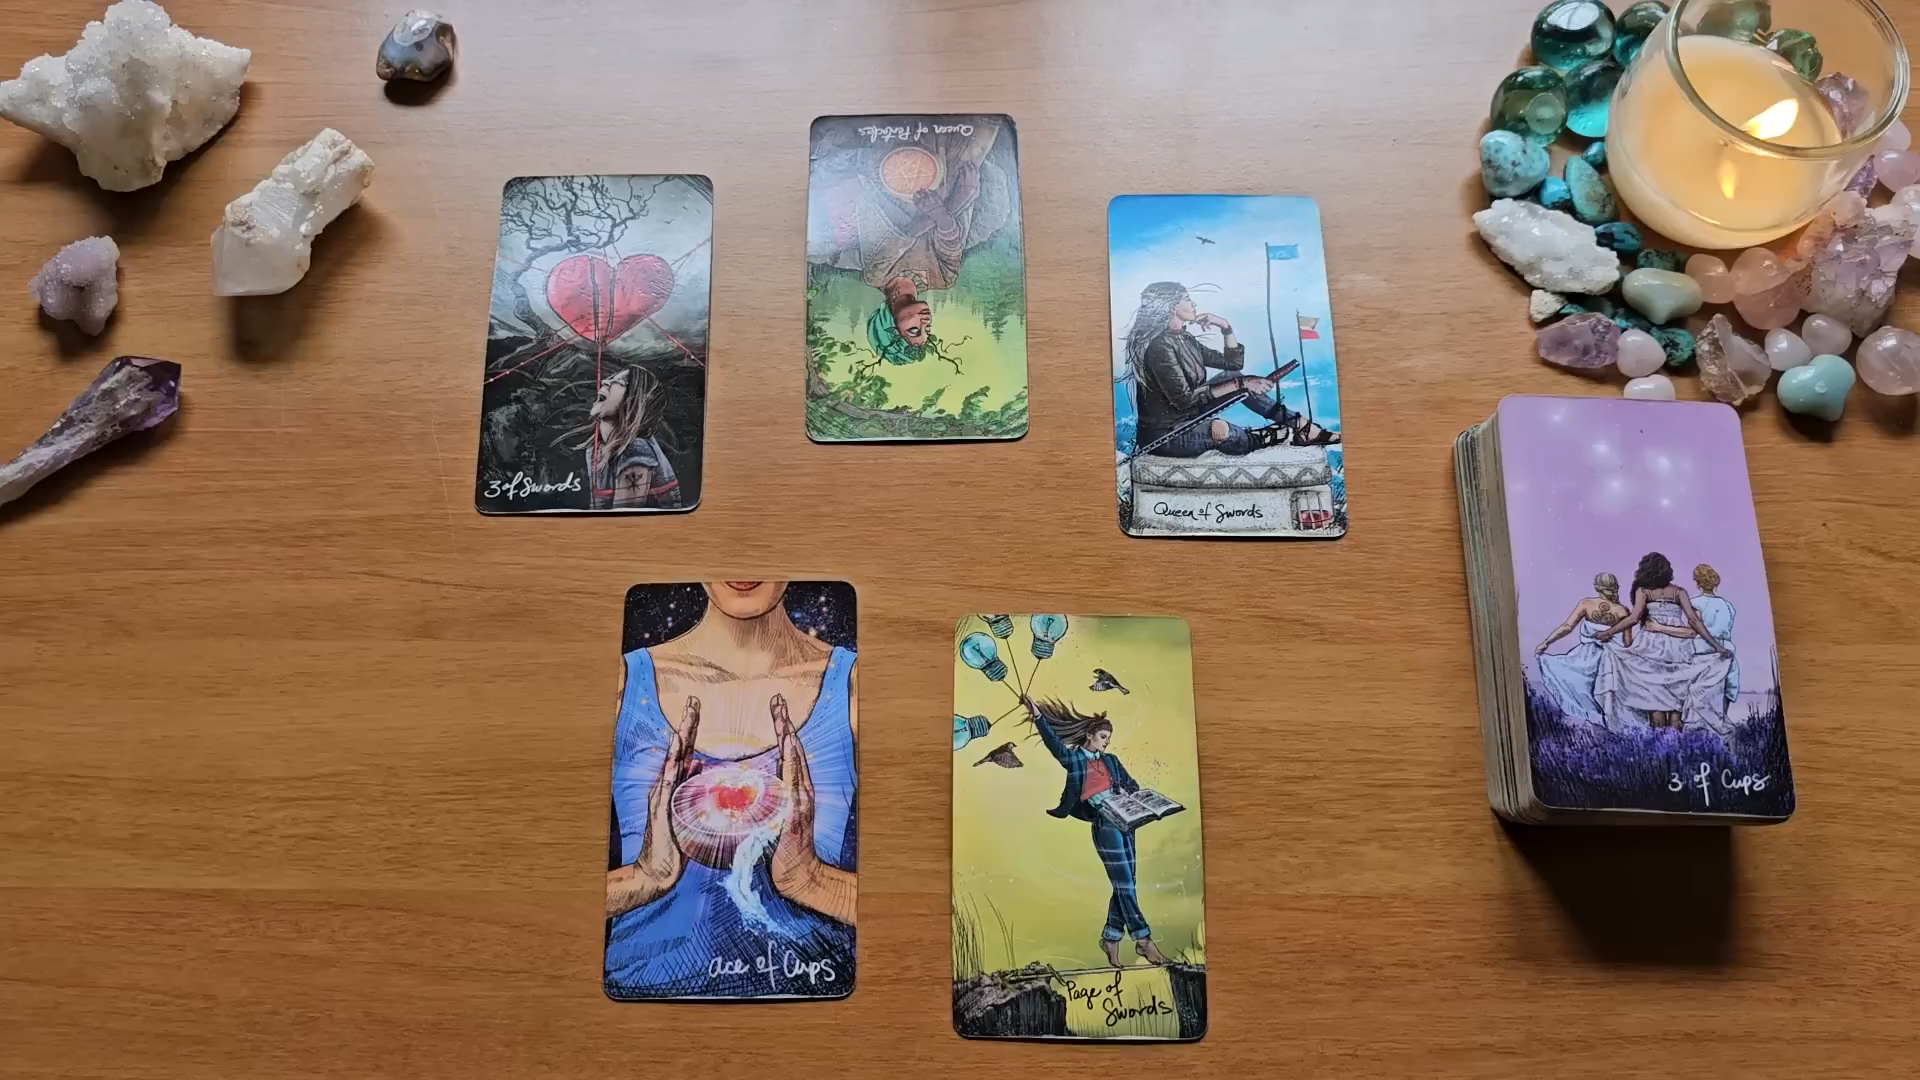 Queen of Pentacles
3 of Swords
Queen of Swords
ace of Cups
Page of
Swords
3 of Cups